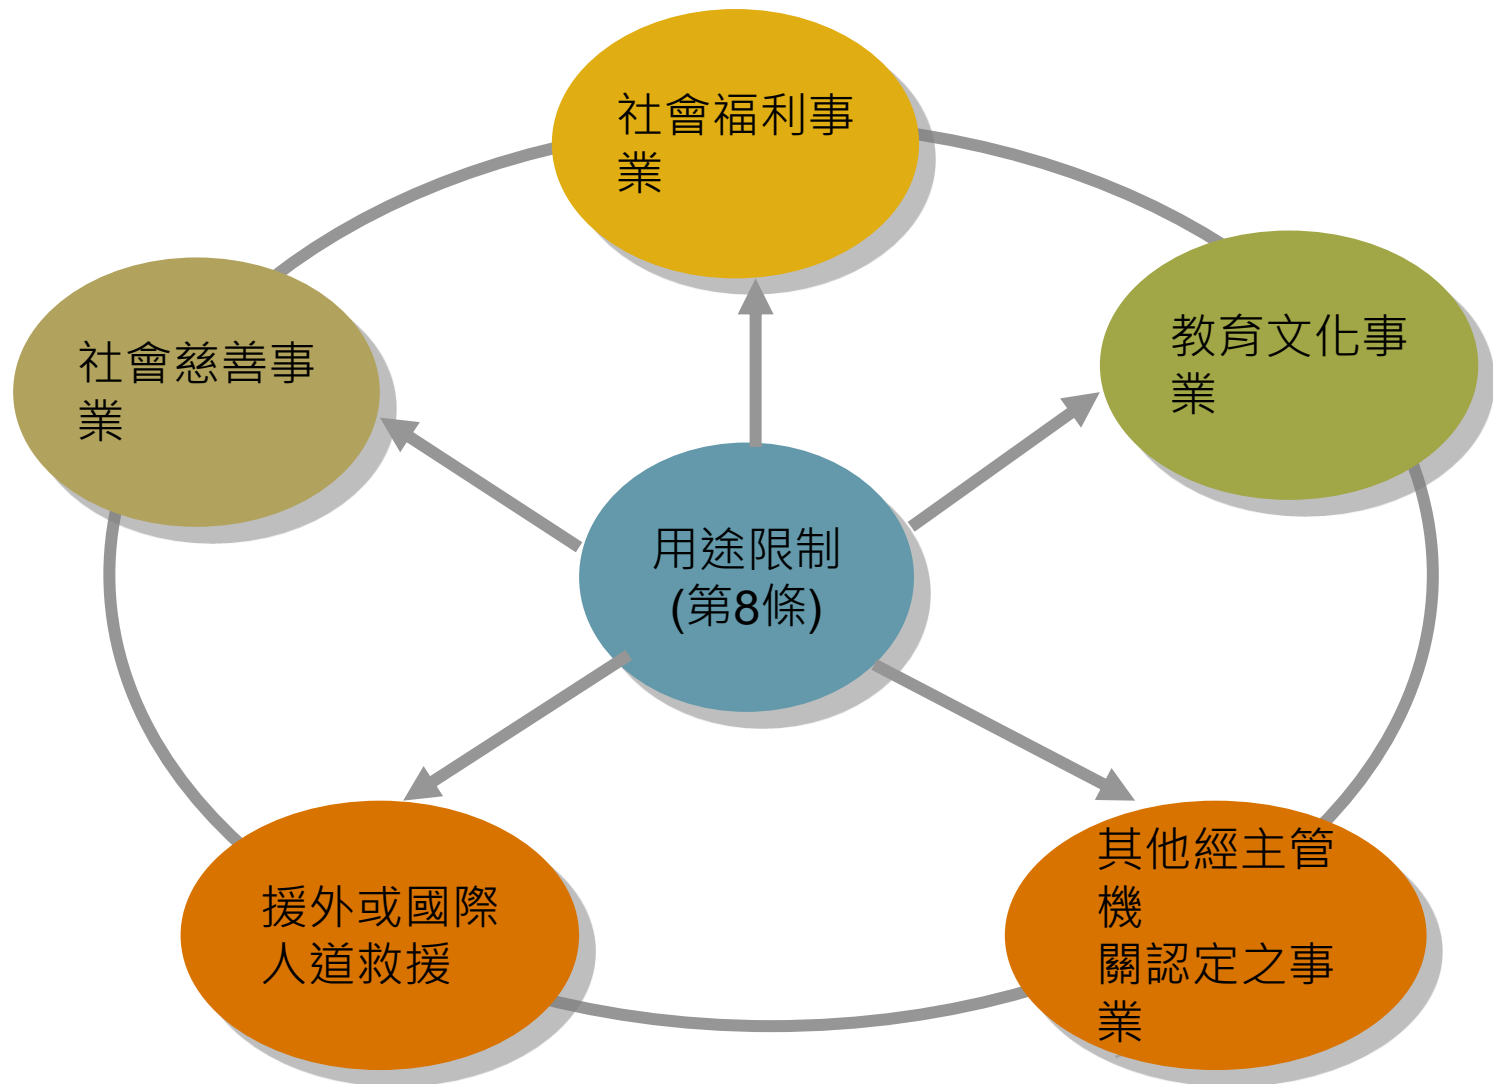 社會福利事
業
教育文化事
業
社會慈善事
業
用途限制
(第8條)
援外或國際
人道救援
其他經主管
機
關認定之事
業